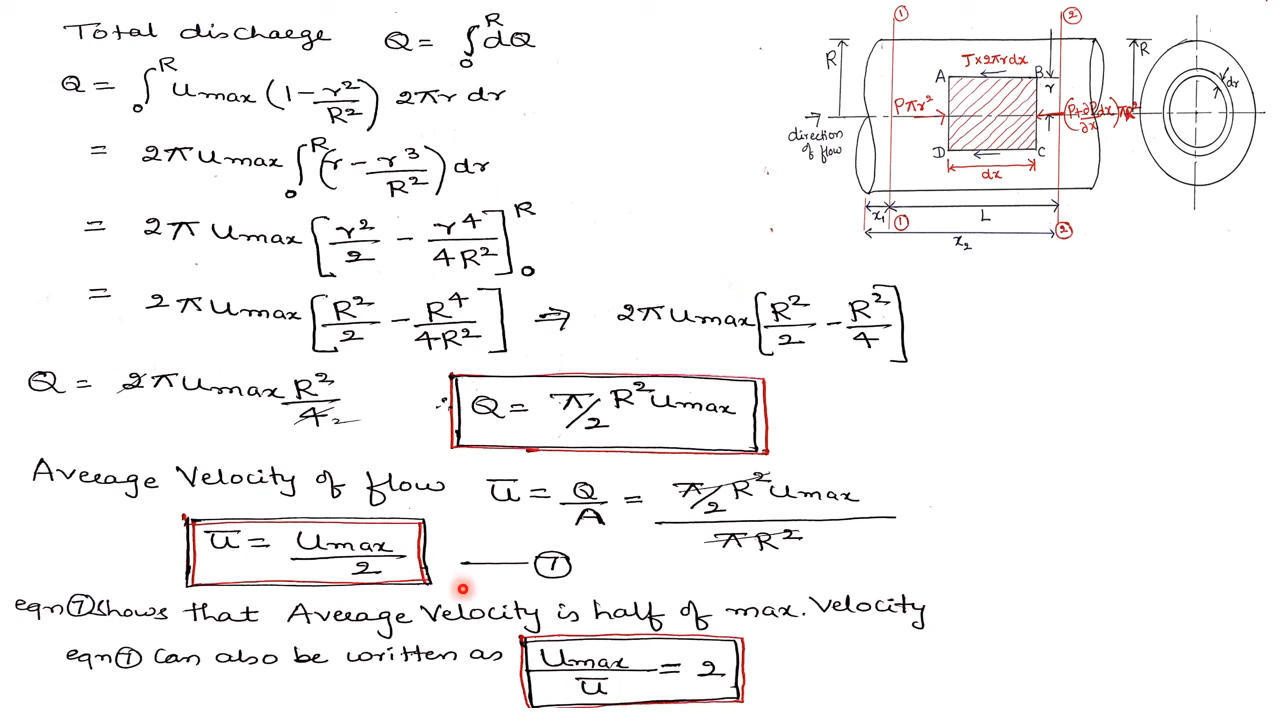 Total discharge Q = ∫₀ᴿ dQ
Q = ∫₀ᴿ Umax (1 - r²/R²) 2πr dr
= 2π Umax ∫₀ᴿ (r - r³/R²) dr
= 2π Umax [r²/2 - r⁴/4R²]₀ᴿ
= 2π Umax [R²/2 - R⁴/4R²] ⇒ 2π Umax [R²/2 - R²/4]
Q = 2π Umax R²/4 2 ∴ Q = π/2 R² Umax
Average Velocity of flow ū = Q/A = π/2 R² Umax / πR²
ū = Umax/2 —— ⑦
eqn ⑦ shows that Average Velocity is half of max. Velocity
eqn ⑦ can also be written as Umax/ū = 2
① ②
R
J×2πrdx
A B
r
R
dr
Pπr²
(P+∂P/∂x dx)πR²
direction of flow
D C
dx
x₁ ① L ②
x₂